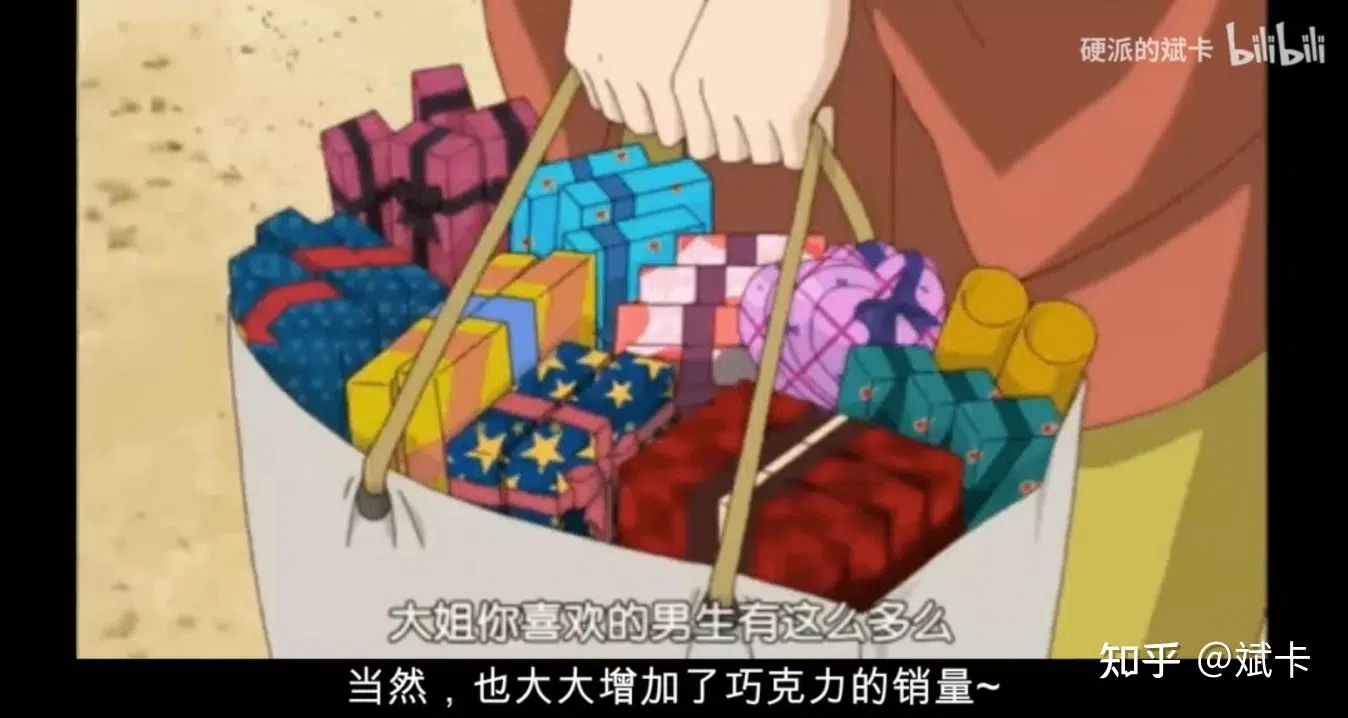 硬派的斌卡 bilibili
大姐你喜欢的男生有这么多么
知乎 @斌卡
当然，也大大增加了巧克力的销量~